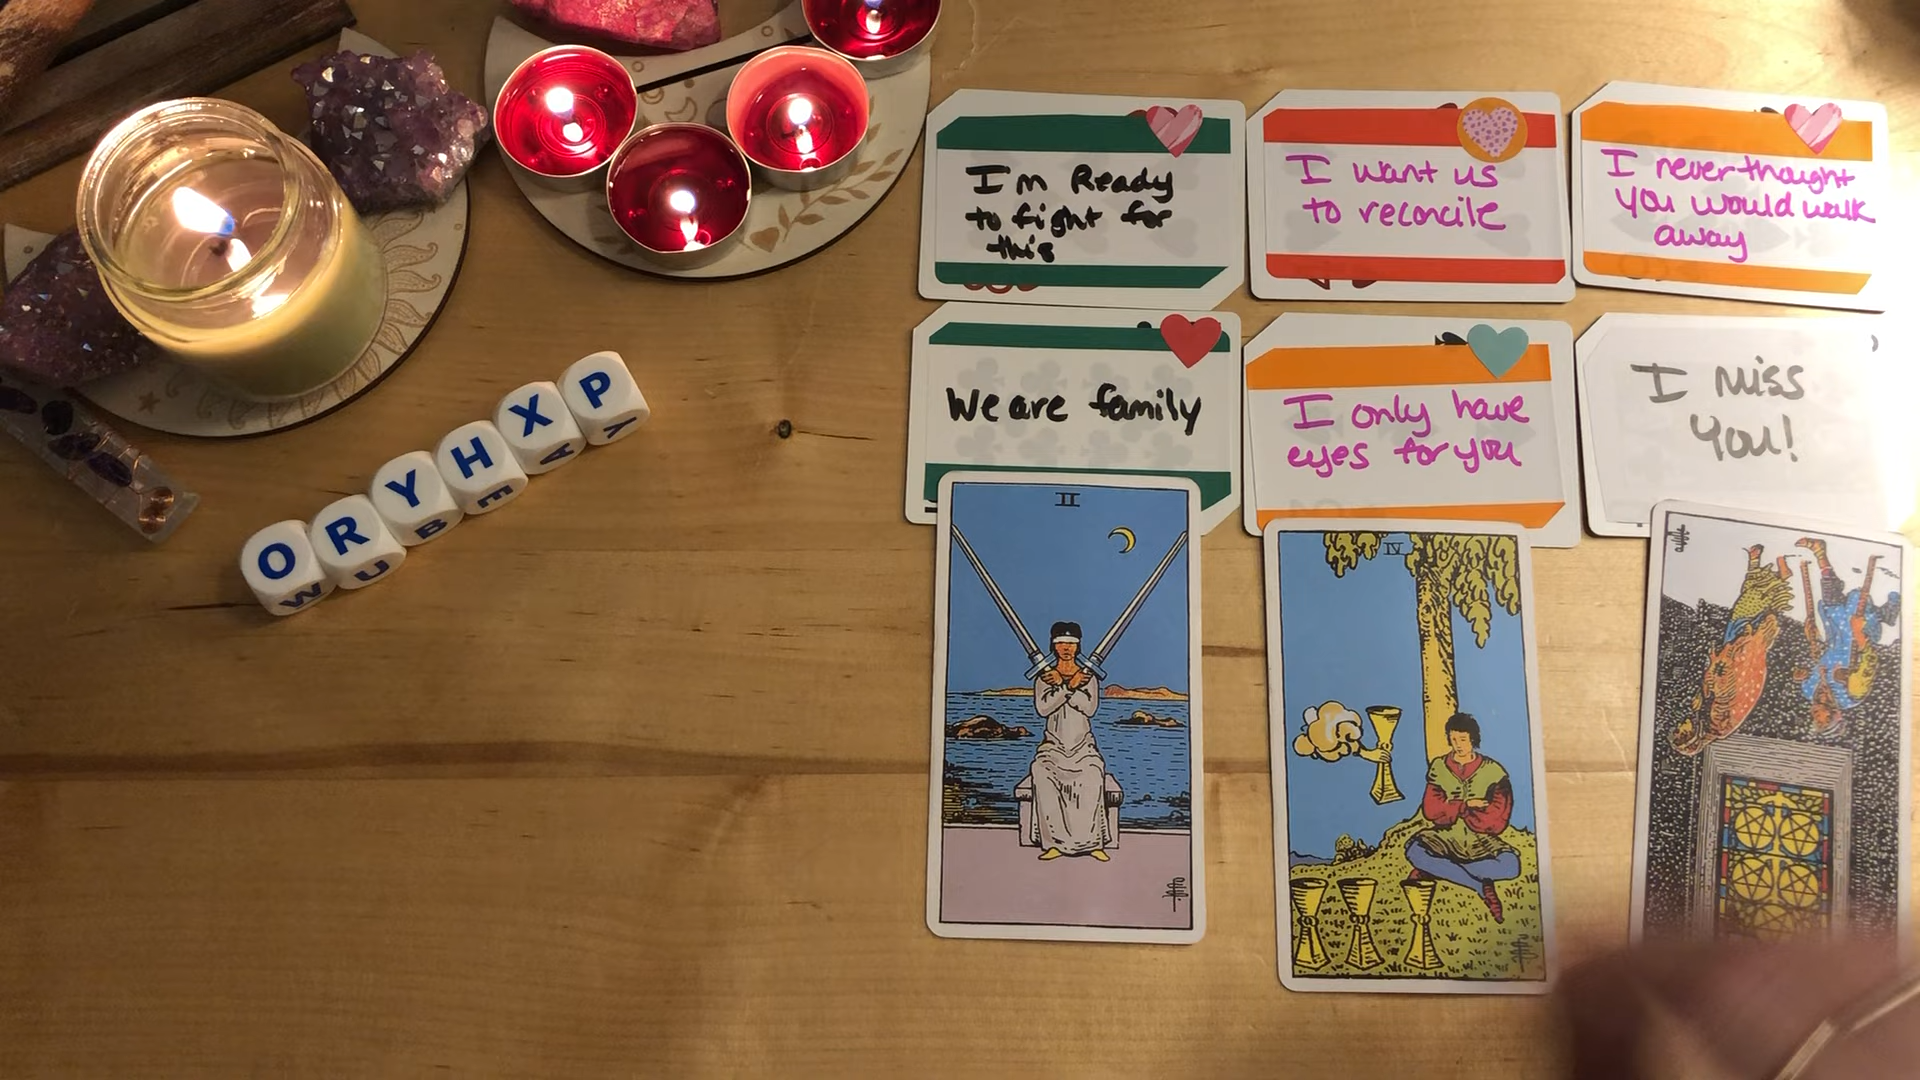 I'm Ready
to fight for
this
I want us
to reconcile
I never thought
you would walk
away
We are family
I only have
eyes for you
I miss
you!
O R Y H X P
W U B E A Y
II
IV